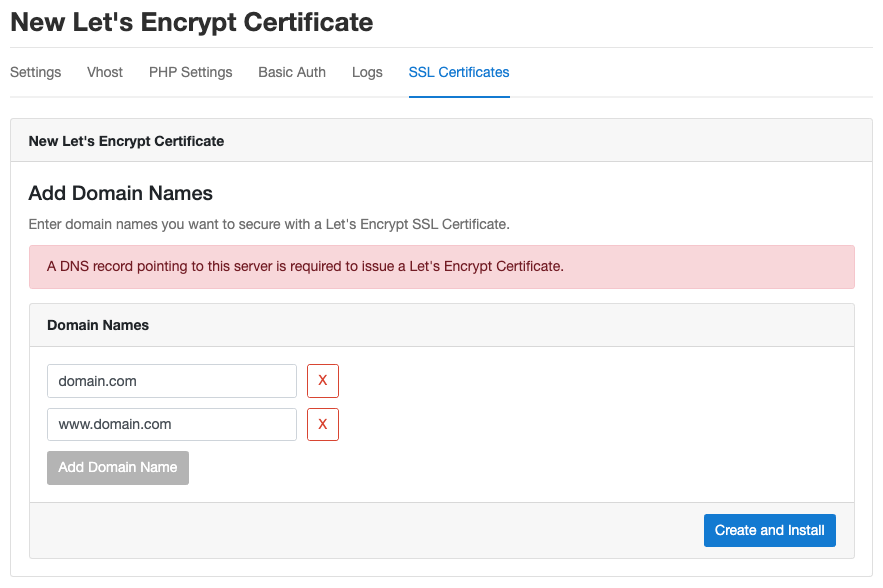 New Let's Encrypt Certificate
Settings Vhost PHP Settings Basic Auth Logs SSL Certificates
New Let's Encrypt Certificate
Add Domain Names
Enter domain names you want to secure with a Let's Encrypt SSL Certificate.
A DNS record pointing to this server is required to issue a Let's Encrypt Certificate.
Domain Names
domain.com X
www.domain.com X
Add Domain Name
Create and Install